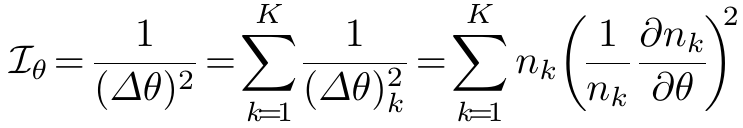 $\mathcal{I}_{\theta} = \frac{1}{(\Delta\theta)^2} = \sum_{k=1}^{K} \frac{1}{(\Delta\theta)_k^2} = \sum_{k=1}^{K} n_k \left( \frac{1}{n_k} \frac{\partial n_k}{\partial \theta} \right)^2$